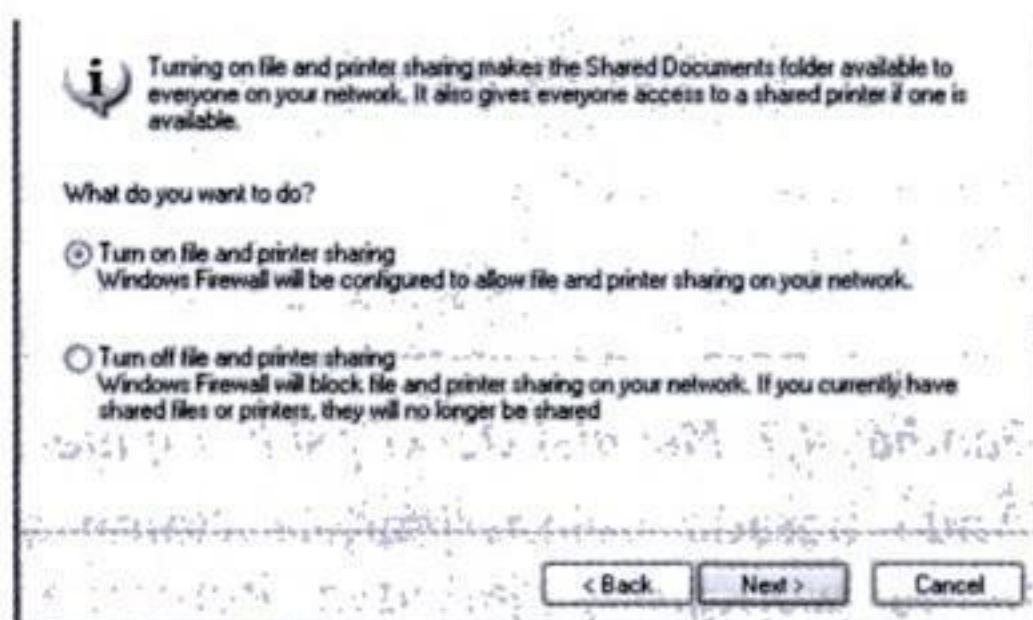 Turning on file and printer sharing makes the Shared Documents folder available to
everyone on your network. It also gives everyone access to a shared printer if one is
available.
What do you want to do?
Turn on file and printer sharing
Windows Firewall will be configured to allow file and printer sharing on your network.
Turn off file and printer sharing
Windows Firewall will block file and printer sharing on your network. If you currently have
shared files or printers, they will no longer be shared
< Back
Next >
Cancel